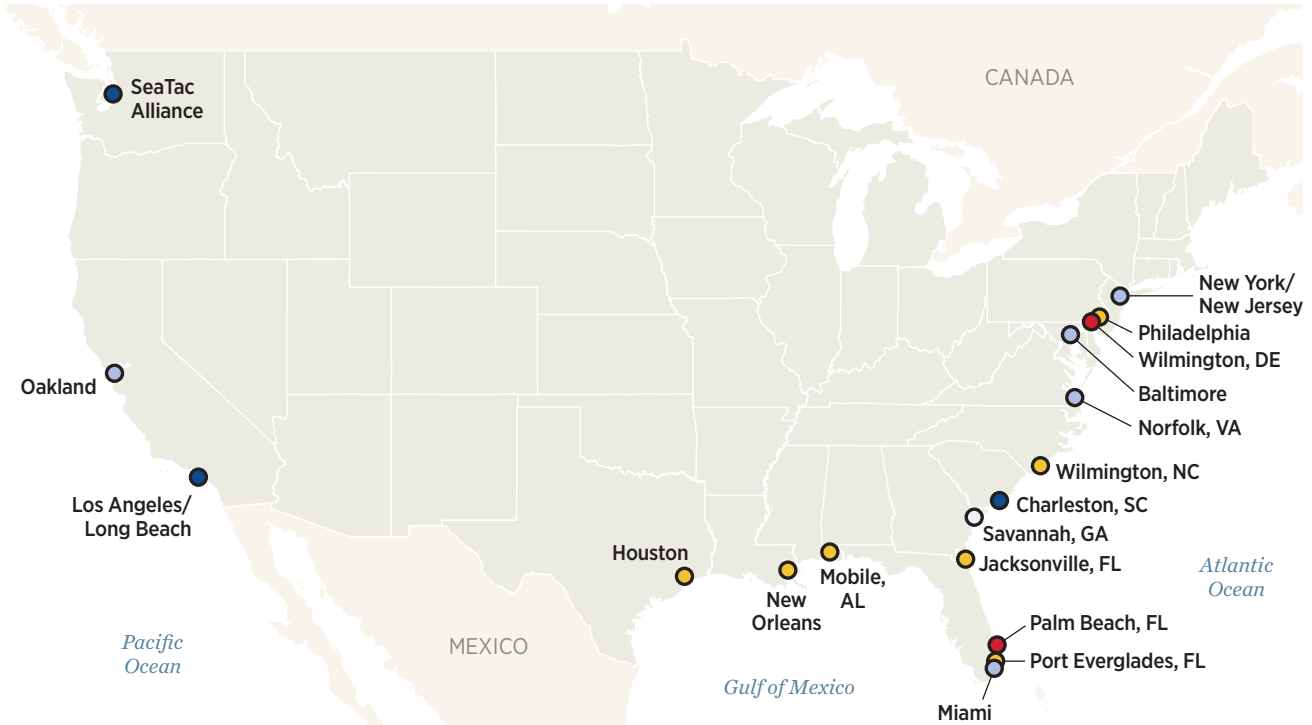 SeaTac
Alliance
CANADA
New York/
New Jersey
Philadelphia
Wilmington, DE
Oakland
Baltimore
Norfolk, VA
Wilmington, NC
Los Angeles/
Long Beach
Charleston, SC
Savannah, GA
Houston
Jacksonville, FL
Mobile,
AL
New
Orleans
Atlantic
Ocean
Palm Beach, FL
Pacific
Ocean
MEXICO
Port Everglades, FL
Gulf of Mexico
Miami